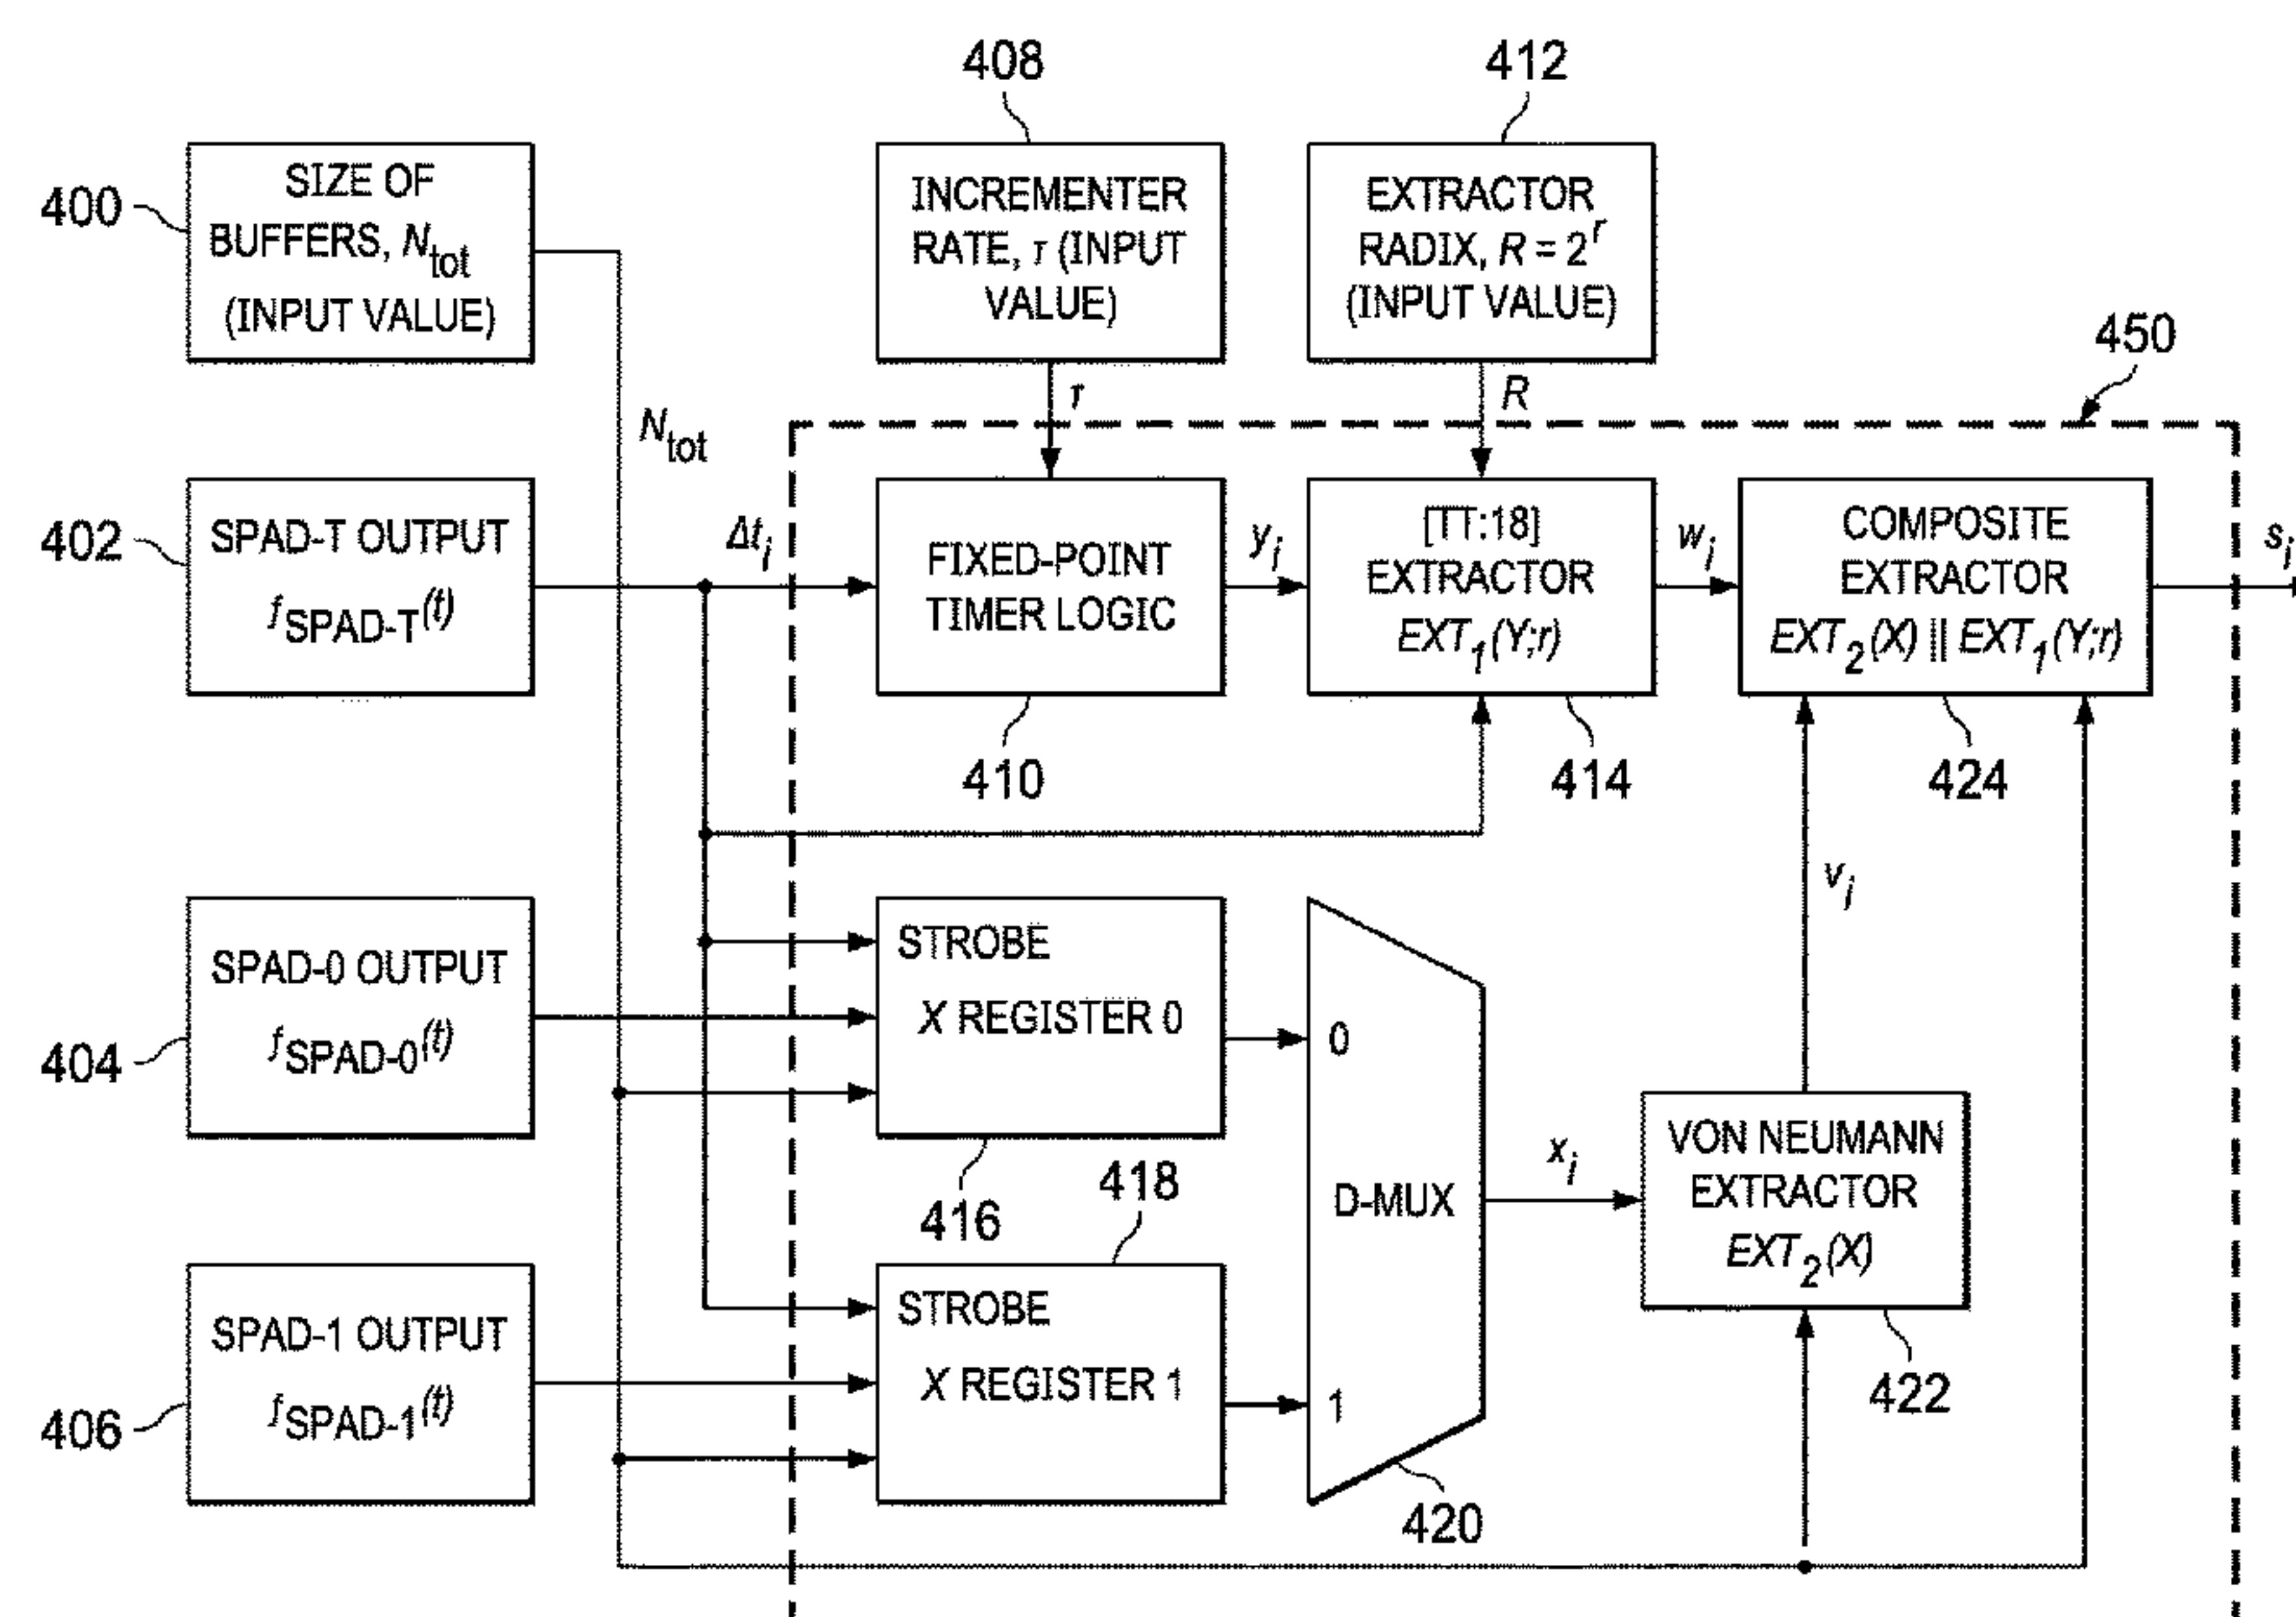 408
412
400
SIZE OF
BUFFERS, N_tot
(INPUT VALUE)
INCREMENTER
RATE, τ (INPUT
VALUE)
EXTRACTOR
RADIX, R = 2^r
(INPUT VALUE)
450
N_tot
τ
R
402
SPAD-T OUTPUT
f_SPAD-T(t)
Δt_i
FIXED-POINT
TIMER LOGIC
y_i
[TT:18]
EXTRACTOR
EXT_1(Y;r)
w_i
COMPOSITE
EXTRACTOR
EXT_2(X) || EXT_1(Y;r)
s_i
410
414
424
v_i
404
SPAD-0 OUTPUT
f_SPAD-0(t)
STROBE
X REGISTER 0
0
416
418
D-MUX
x_i
VON NEUMANN
EXTRACTOR
EXT_2(X)
406
SPAD-1 OUTPUT
f_SPAD-1(t)
STROBE
X REGISTER 1
1
420
422